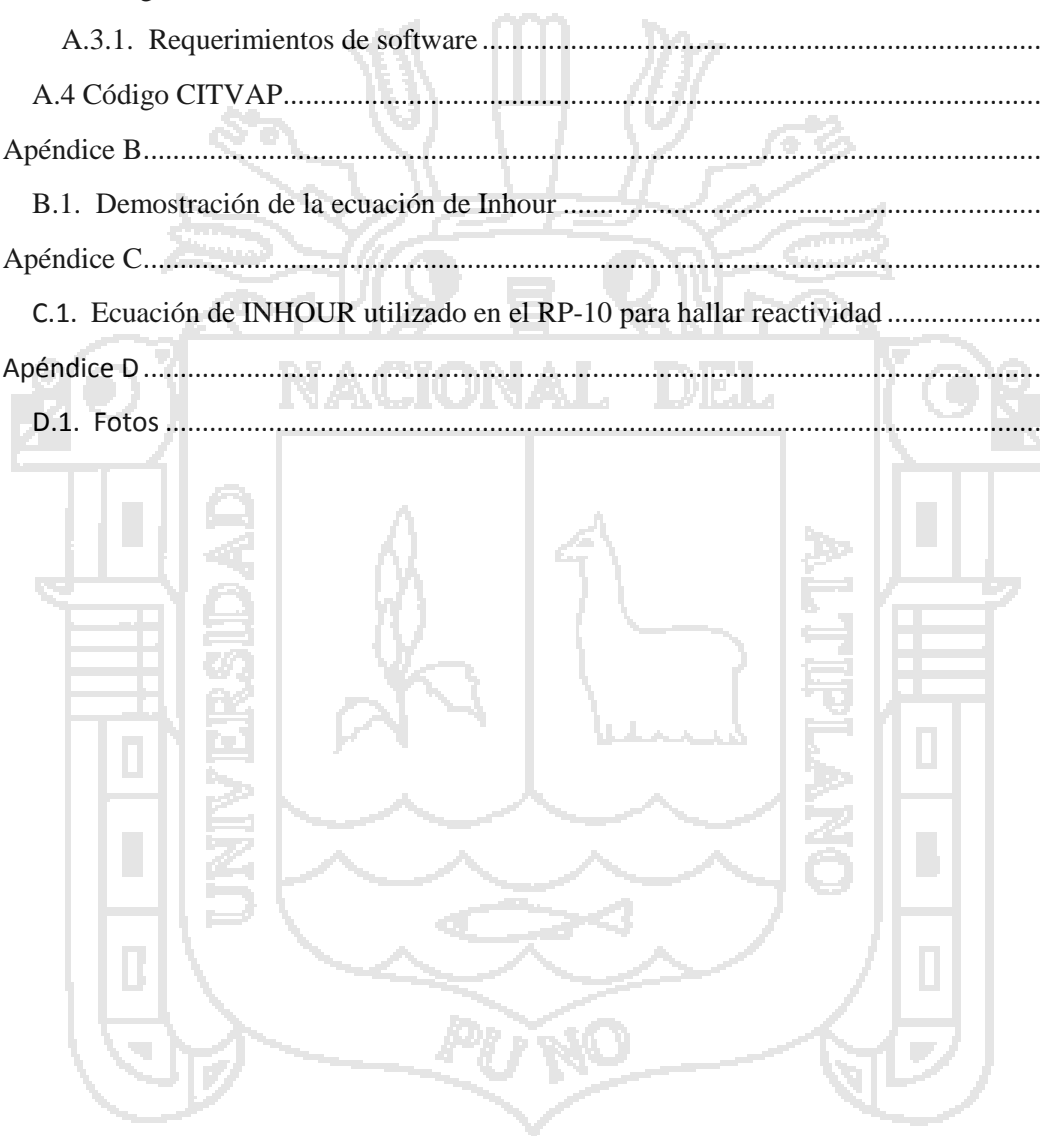 A.3.1. Requerimientos de software
A.4 Código CITVAP
Apéndice B
B.1. Demostración de la ecuación de Inhour
Apéndice C
C.1. Ecuación de INHOUR utilizado en el RP-10 para hallar reactividad
Apéndice D
D.1. Fotos
NACIONAL DEL
UNIVERSIDAD
ALTIPLANO
PUNO